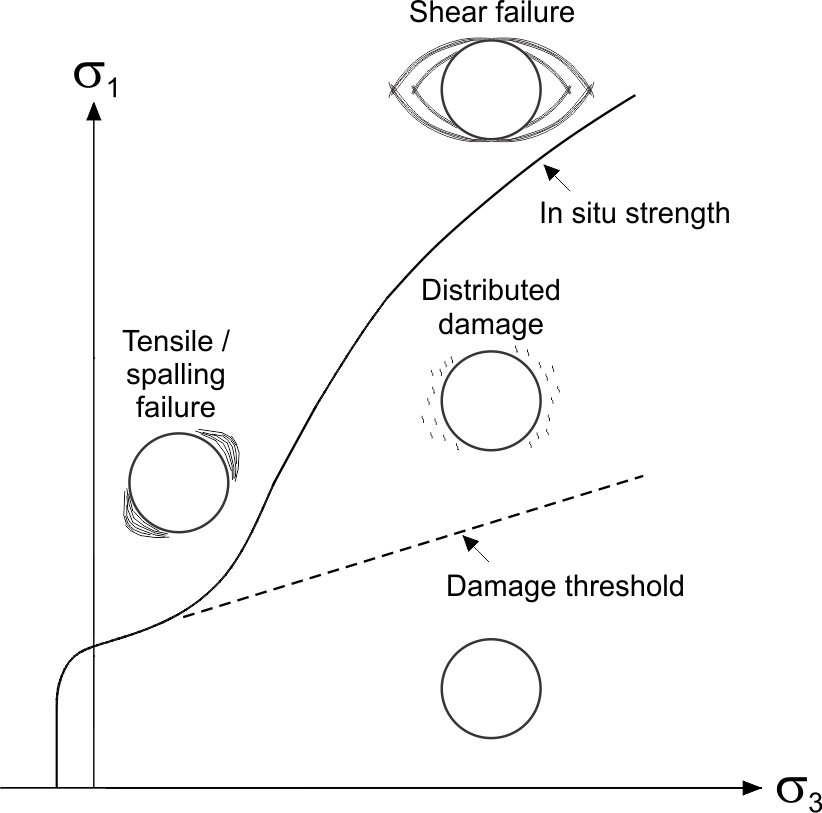 Shear failure
σ1
In situ strength
Distributed
damage
Tensile /
spalling
failure
Damage threshold
σ3